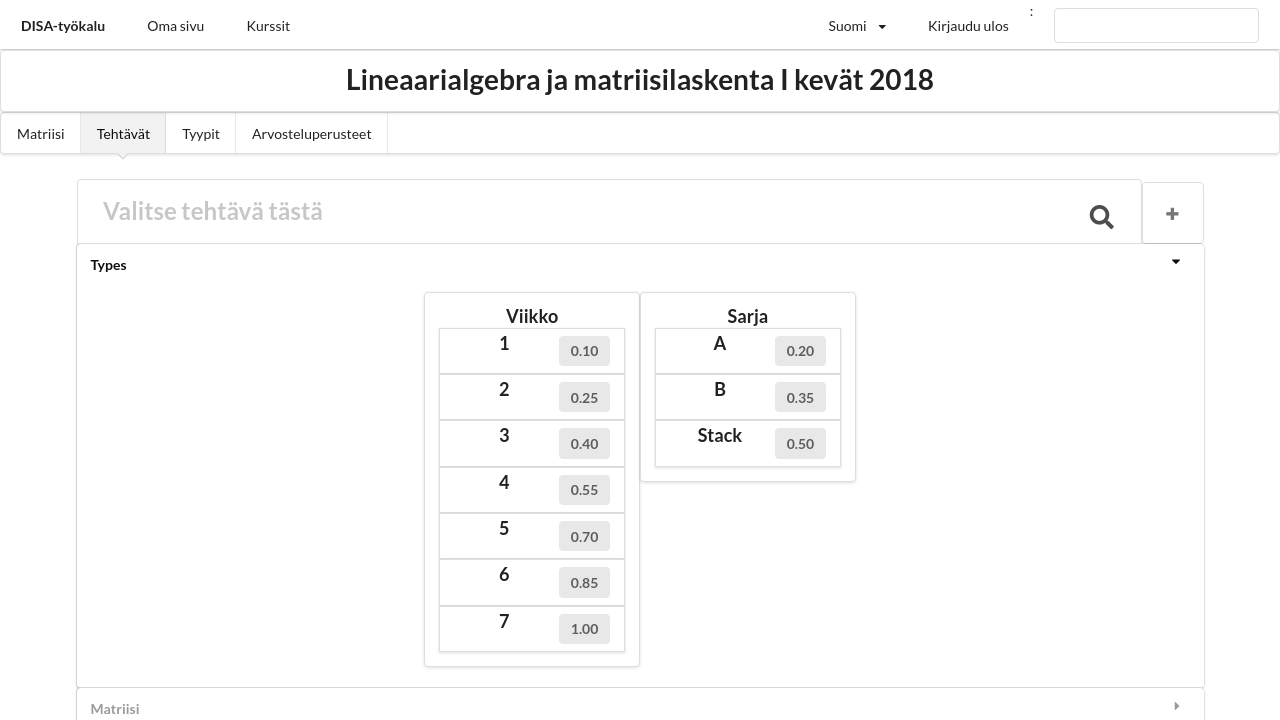 DISA-työkalu Oma sivu Kurssit Suomi Kirjaudu ulos :
Lineaarialgebra ja matriisilaskenta I kevät 2018
Matriisi Tehtävät Tyypit Arvosteluperusteet
Valitse tehtävä tästä
Types
Viikko Sarja
1 0.10 A 0.20
2 0.25 B 0.35
3 0.40 Stack 0.50
4 0.55
5 0.70
6 0.85
7 1.00
Matriisi